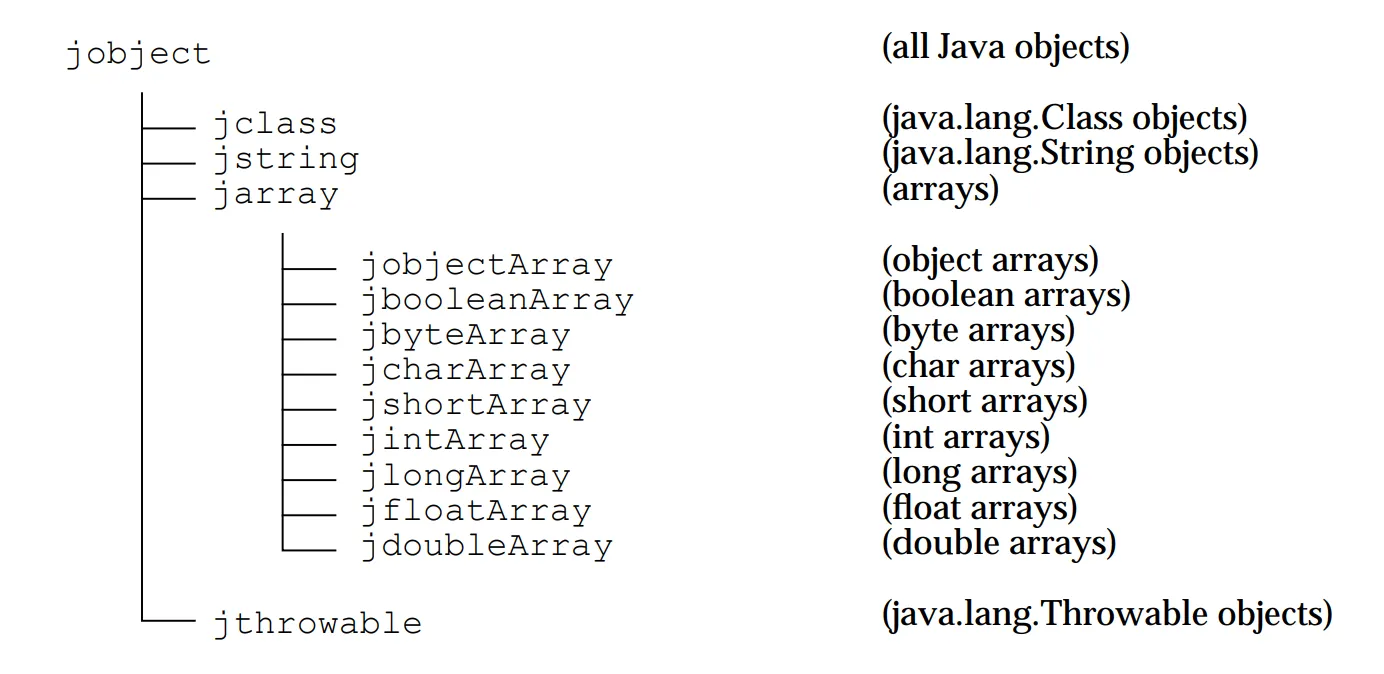 jobject (all Java objects)
jclass (java.lang.Class objects)
jstring (java.lang.String objects)
jarray (arrays)
jobjectArray (object arrays)
jbooleanArray (boolean arrays)
jbyteArray (byte arrays)
jcharArray (char arrays)
jshortArray (short arrays)
jintArray (int arrays)
jlongArray (long arrays)
jfloatArray (float arrays)
jdoubleArray (double arrays)
jthrowable (java.lang.Throwable objects)